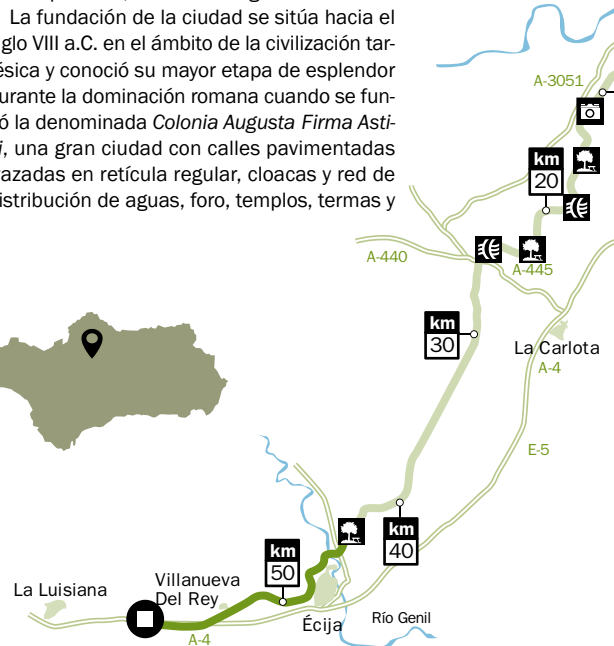 La fundación de la ciudad se sitúa hacia el
glo VIII a.C. en el ámbito de la civilización tar-
ésica y conoció su mayor etapa de esplendor
urante la dominación romana cuando se fun-
ó la denominada Colonia Augusta Firma Asti-
i, una gran ciudad con calles pavimentadas
azadas en retícula regular, cloacas y red de
istribución de aguas, foro, templos, termas y
A-3051
km
20
A-440
A-445
km
30
La Carlota
A-4
E-5
km
40
km
50
La Luisiana
Villanueva
Del Rey
Écija
Río Genil
A-4